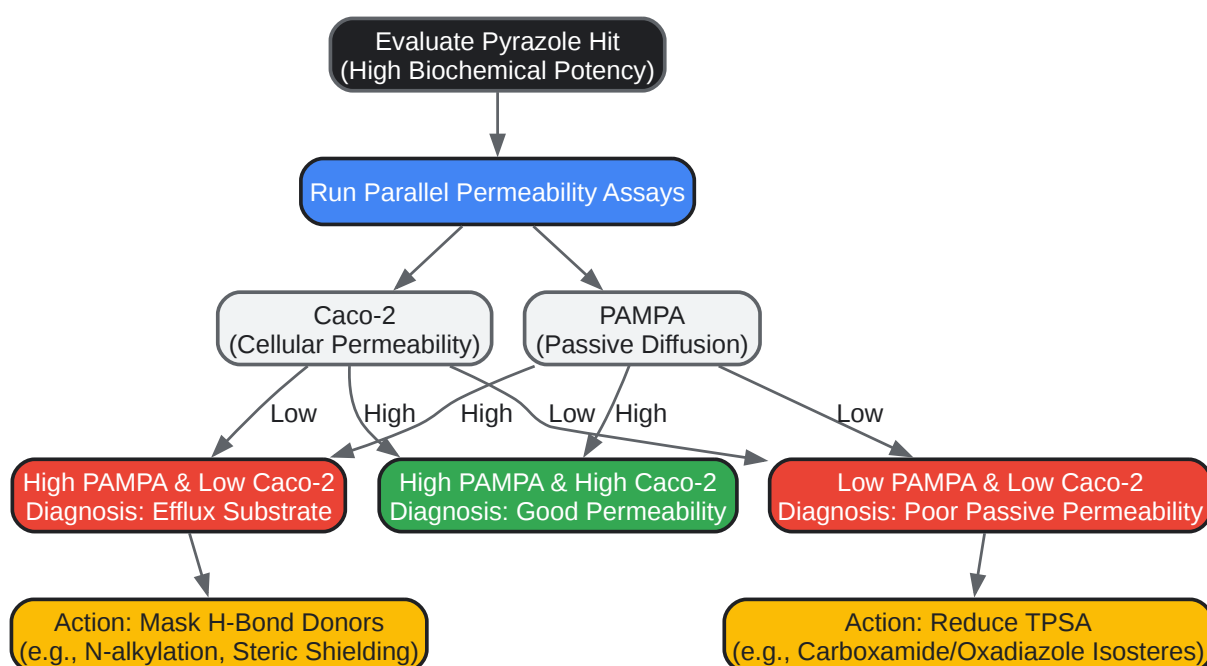 Evaluate Pyrazole Hit
(High Biochemical Potency)
Run Parallel Permeability Assays
Caco-2
(Cellular Permeability)
PAMPA
(Passive Diffusion)
Low
High
High
Low
High
Low
High PAMPA & Low Caco-2
Diagnosis: Efflux Substrate
High PAMPA & High Caco-2
Diagnosis: Good Permeability
Low PAMPA & Low Caco-2
Diagnosis: Poor Passive Permeability
Action: Mask H-Bond Donors
(e.g., N-alkylation, Steric Shielding)
Action: Reduce TPSA
(e.g., Carboxamide/Oxadiazole Isosteres)